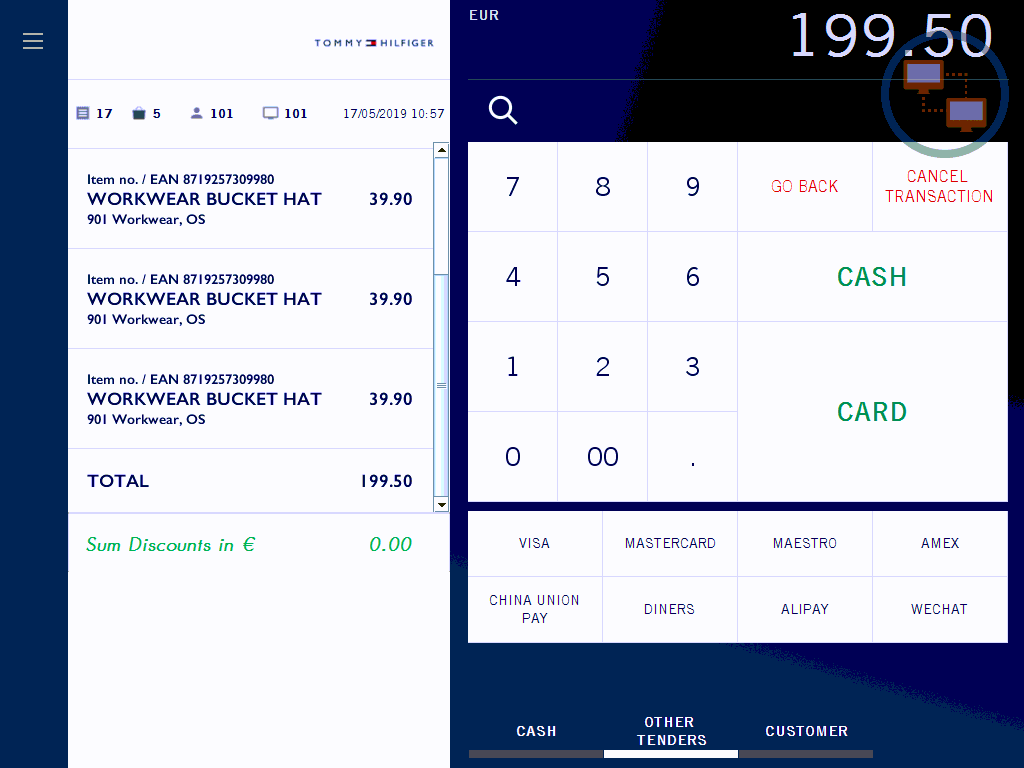 TOMMY HILFIGER
17 5 101 101 17/05/2019 10:57
Item no. / EAN 8719257309980
WORKWEAR BUCKET HAT 39.90
901 Workwear, OS
Item no. / EAN 8719257309980
WORKWEAR BUCKET HAT 39.90
901 Workwear, OS
Item no. / EAN 8719257309980
WORKWEAR BUCKET HAT 39.90
901 Workwear, OS
TOTAL 199.50
Sum Discounts in € 0.00
EUR 199.50
7 8 9 GO BACK CANCEL
TRANSACTION
4 5 6 CASH
1 2 3
CARD
0 00 .
VISA MASTERCARD MAESTRO AMEX
CHINA UNION
PAY DINERS ALIPAY WECHAT
CASH OTHER
TENDERS CUSTOMER